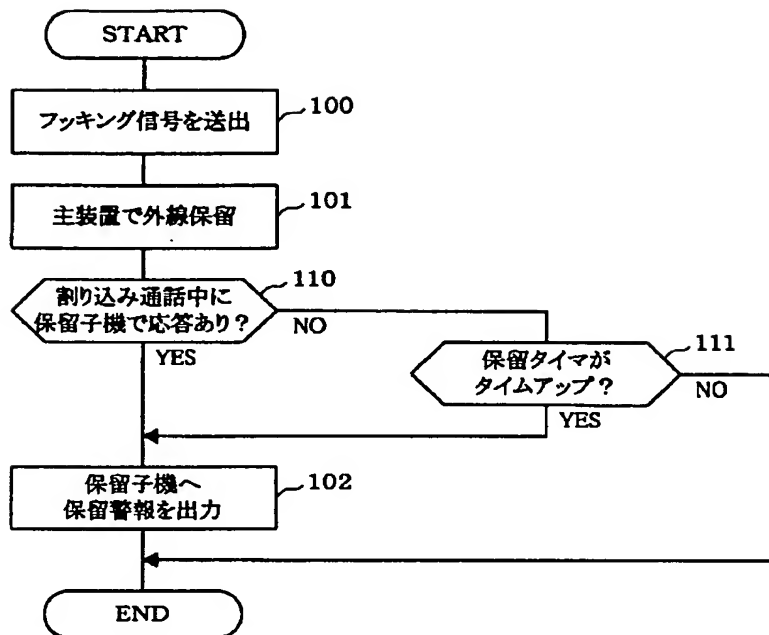 START
フッキング信号を送出
100
主装置で外線保留
101
割り込み通話中に
保留子機で応答あり？
110
NO
YES
保留タイマが
タイムアップ？
111
NO
YES
保留子機へ
保留警報を出力
102
END